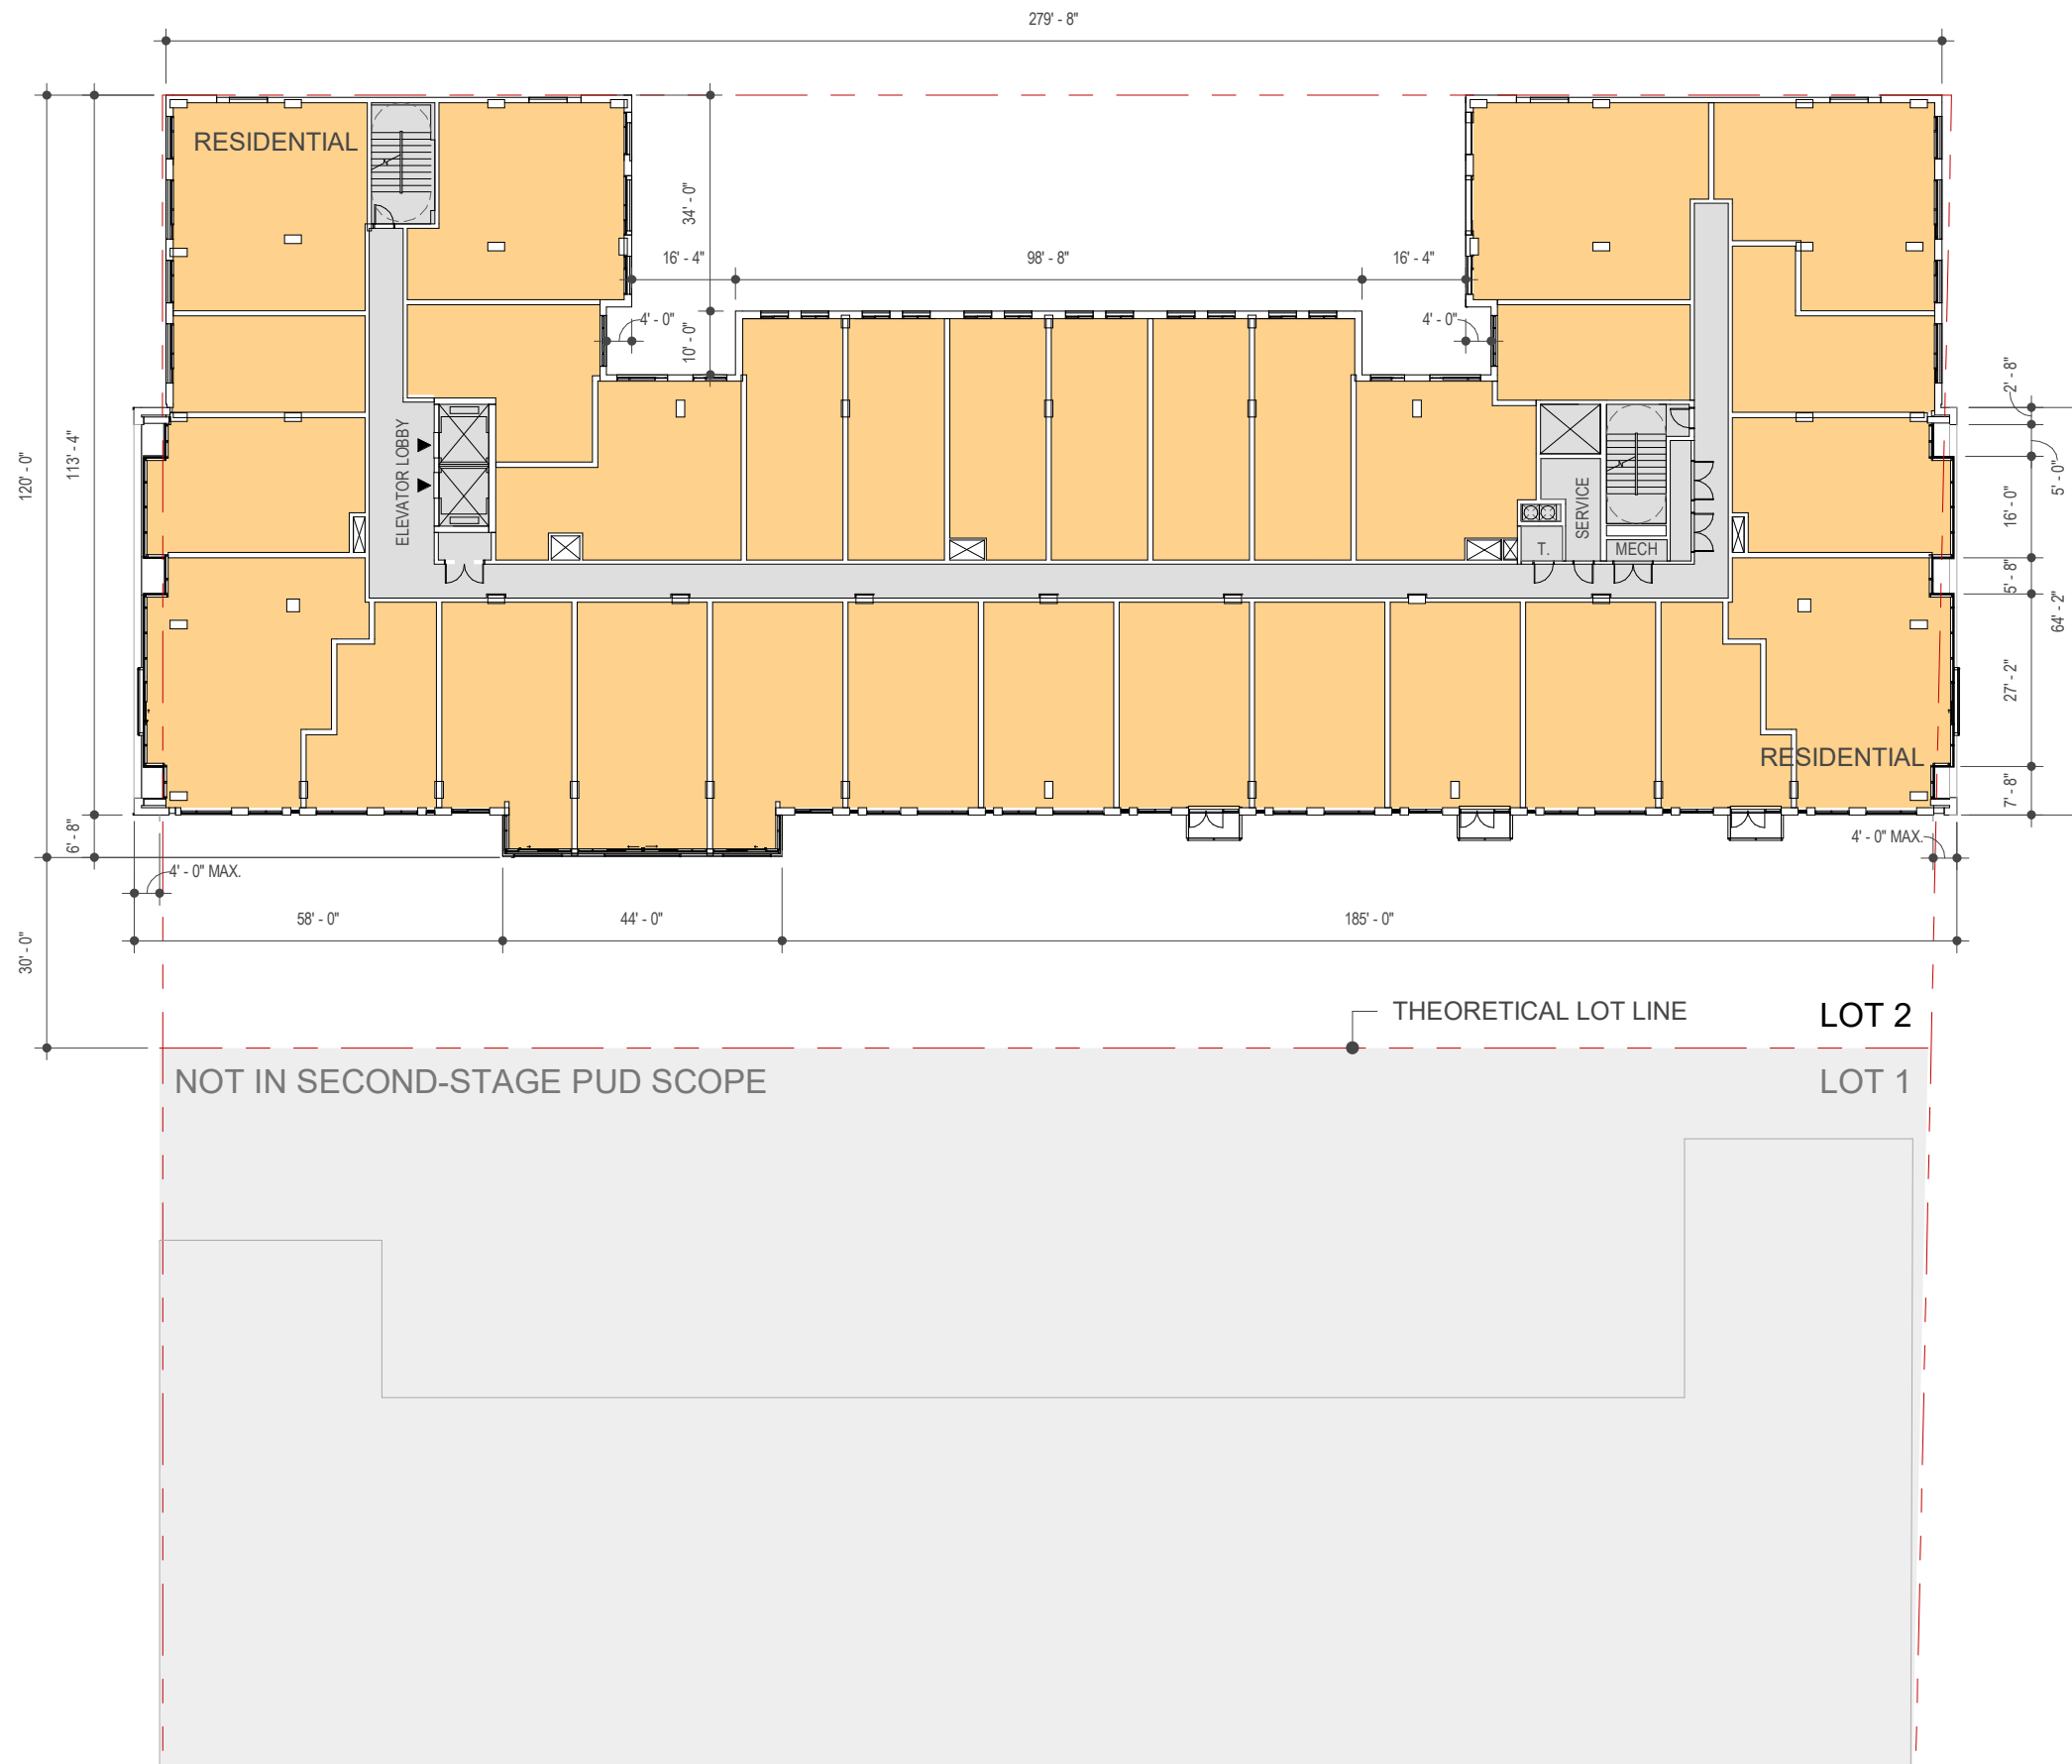 279' - 8"
RESIDENTIAL
34' - 0"
16' - 4"
98' - 8"
16' - 4"
4' - 0"
10' - 0"
4' - 0"
2' - 8"
5' - 0"
16' - 0"
5' - 8"
64' - 2"
27' - 2"
7' - 8"
120' - 0"
113' - 4"
ELEVATOR LOBBY
SERVICE
T.
MECH
RESIDENTIAL
6' - 8"
4' - 0" MAX.
4' - 0" MAX.
58' - 0"
44' - 0"
185' - 0"
30' - 0"
THEORETICAL LOT LINE
LOT 2
NOT IN SECOND-STAGE PUD SCOPE
LOT 1